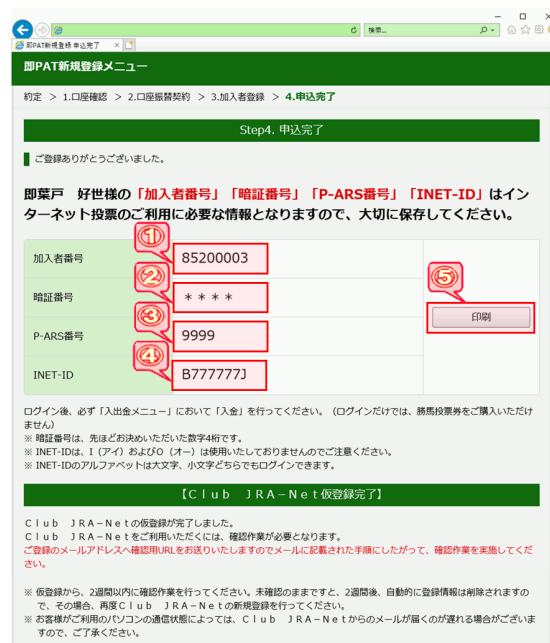 検索...
即PAT新規登録 申込完了
即PAT新規登録メニュー
約定 ＞ 1.口座確認 ＞ 2.口座振替契約 ＞ 3.加入者登録 ＞ 4.申込完了
Step4. 申込完了
ご登録ありがとうございました。
即葉戸　好世様の「加入者番号」「暗証番号」「P-ARS番号」「INET-ID」はイン
ターネット投票のご利用に必要な情報となりますので、大切に保存してください。
①
加入者番号 85200003
②
⑤
暗証番号 ＊＊＊＊
印刷
③
P-ARS番号 9999
④
INET-ID B777777J
ログイン後、必ず「入出金メニュー」において「入金」を行ってください。（ログインだけでは、勝馬投票券をご購入いただけ
ません）
※ 暗証番号は、先ほどお決めいただいた数字4桁です。
※ INET-IDは、I（アイ）およびO（オー）は使用いたしておりませんのでご注意ください。
※ INET-IDのアルファベットは大文字、小文字どちらでもログインできます。
【Ｃｌｕｂ　ＪＲＡ－Ｎｅｔ仮登録完了】
Ｃｌｕｂ　ＪＲＡ－Ｎｅｔの仮登録が完了しました。
Ｃｌｕｂ　ＪＲＡ－Ｎｅｔをご利用いただくには、確認作業が必要となります。
ご登録のメールアドレスへ確認用URLをお送りいたしますのでメールに記載された手順にしたがって、確認作業を実施してくだ
さい。
※ 仮登録から、2週間以内に確認作業を行ってください。未確認のままですと、2週間後、自動的に登録情報は削除されますの
で、その場合、再度Ｃｌｕｂ　ＪＲＡ－Ｎｅｔの新規登録を行ってください。
※ お客様がご利用のパソコンの通信状態によっては、Ｃｌｕｂ　ＪＲＡ－Ｎｅｔからのメールが届くのが遅れる場合がございま
すので、ご了承ください。